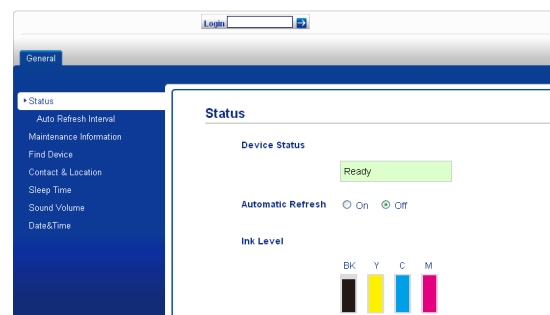 Login
General
Status
Auto Refresh Interval
Maintenance Information
Find Device
Contact & Location
Sleep Time
Sound Volume
Date&Time
Status
Device Status
Ready
Automatic Refresh On Off
Ink Level
BK Y C M